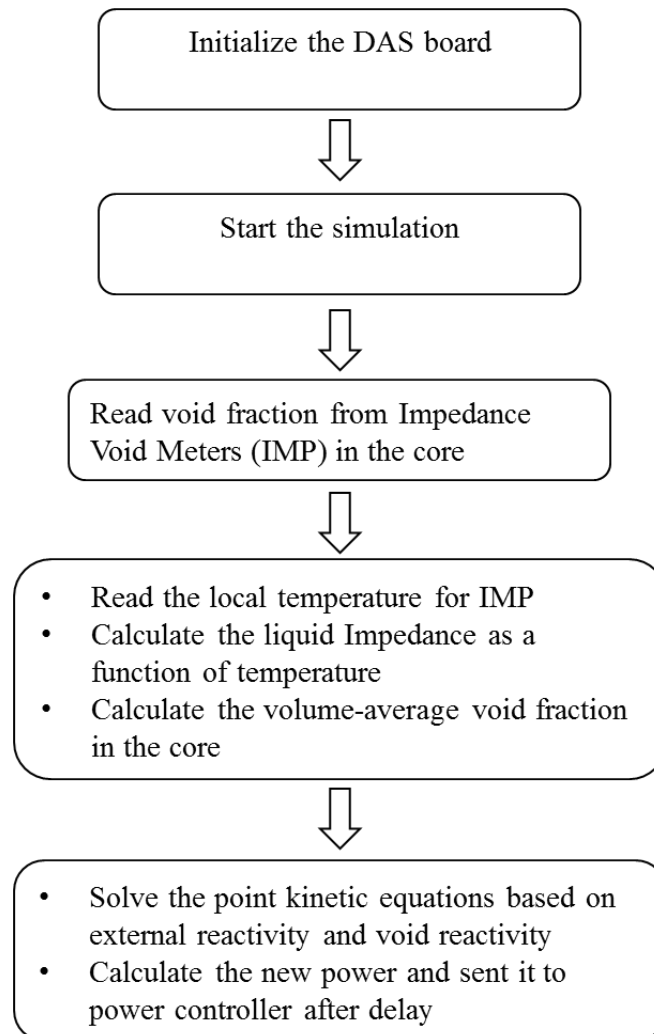 Initialize the DAS board
Start the simulation
Read void fraction from Impedance
Void Meters (IMP) in the core
• Read the local temperature for IMP
• Calculate the liquid Impedance as a
function of temperature
• Calculate the volume-average void fraction
in the core
• Solve the point kinetic equations based on
external reactivity and void reactivity
• Calculate the new power and sent it to
power controller after delay